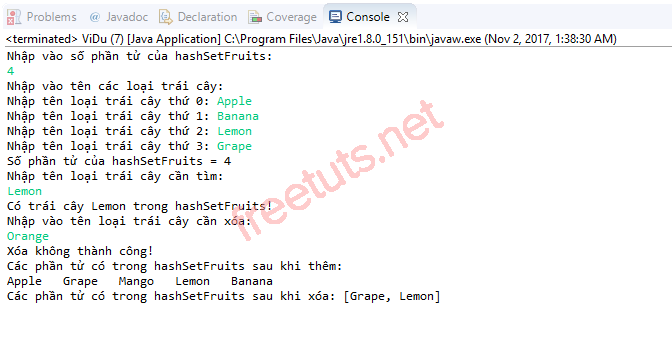 Problems @ Javadoc Declaration Coverage Console
<terminated> ViDu (7) [Java Application] C:\Program Files\Java\jre1.8.0_151\bin\javaw.exe (Nov 2, 2017, 1:38:30 AM)
Nhập vào số phần tử của hashSetFruits:
4
Nhập vào tên các loại trái cây:
Nhập tên loại trái cây thứ 0: Apple
Nhập tên loại trái cây thứ 1: Banana
Nhập tên loại trái cây thứ 2: Lemon
Nhập tên loại trái cây thứ 3: Grape
Số phần tử của hashSetFruits = 4
Nhập tên loại trái cây cần tìm:
Lemon
Có trái cây Lemon trong hashSetFruits!
Nhập vào tên loại trái cây cần xóa:
Orange
Xóa không thành công!
Các phần tử có trong hashSetFruits sau khi thêm:
Apple Grape Mango Lemon Banana
Các phần tử có trong hashSetFruits sau khi xóa: [Grape, Lemon]
freetuts.net